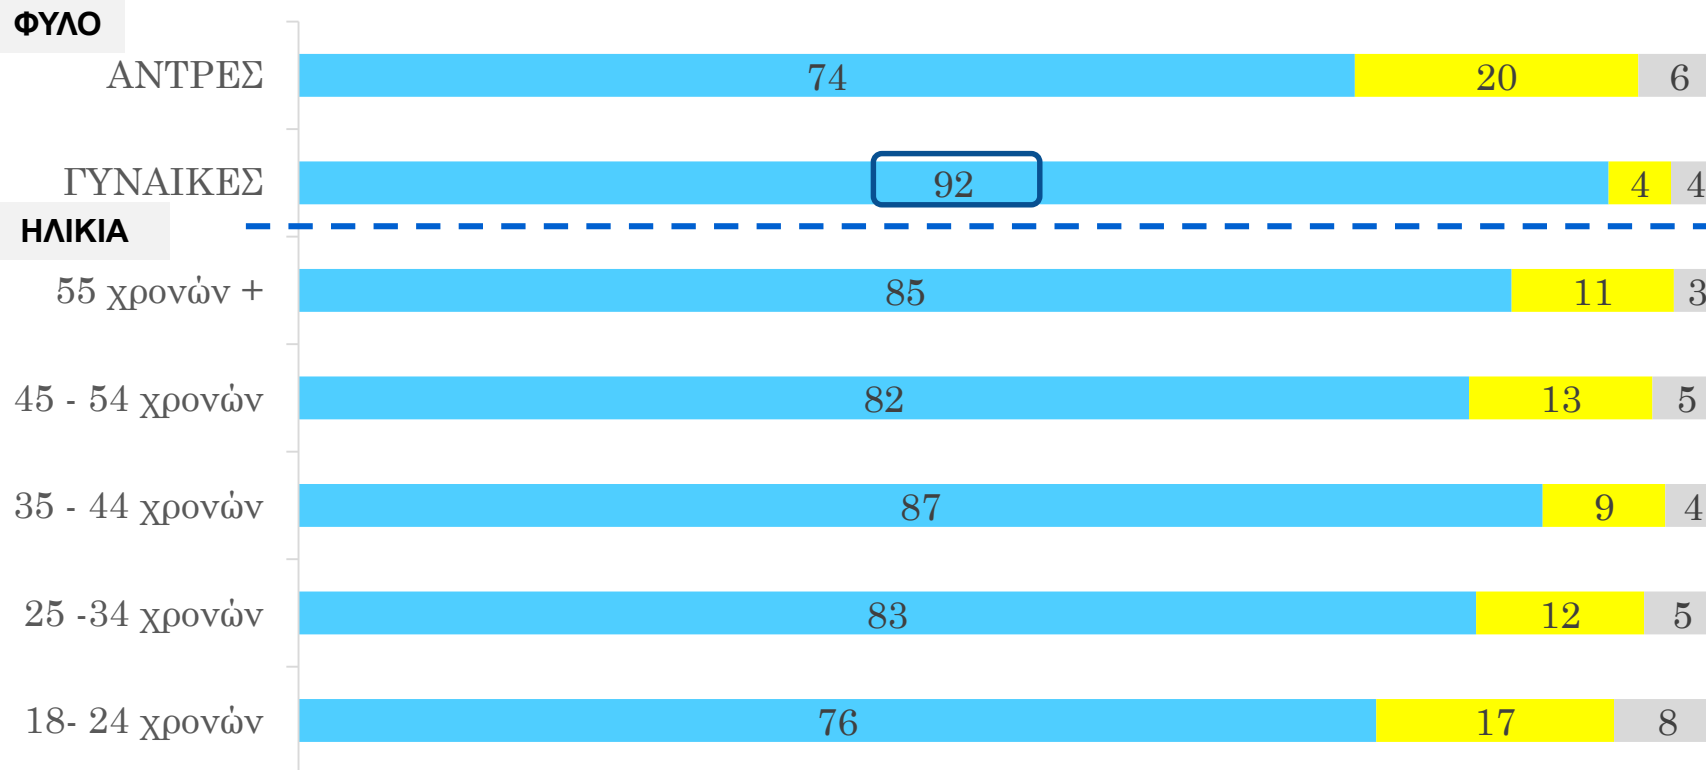 ΦΥΛΟ
ΑΝΤΡΕΣ 74 20 6
ΓΥΝΑΙΚΕΣ 92 4 4
ΗΛΙΚΙΑ
55 χρονών + 85 11 3
45 - 54 χρονών 82 13 5
35 - 44 χρονών 87 9 4
25 -34 χρονών 83 12 5
18- 24 χρονών 76 17 8